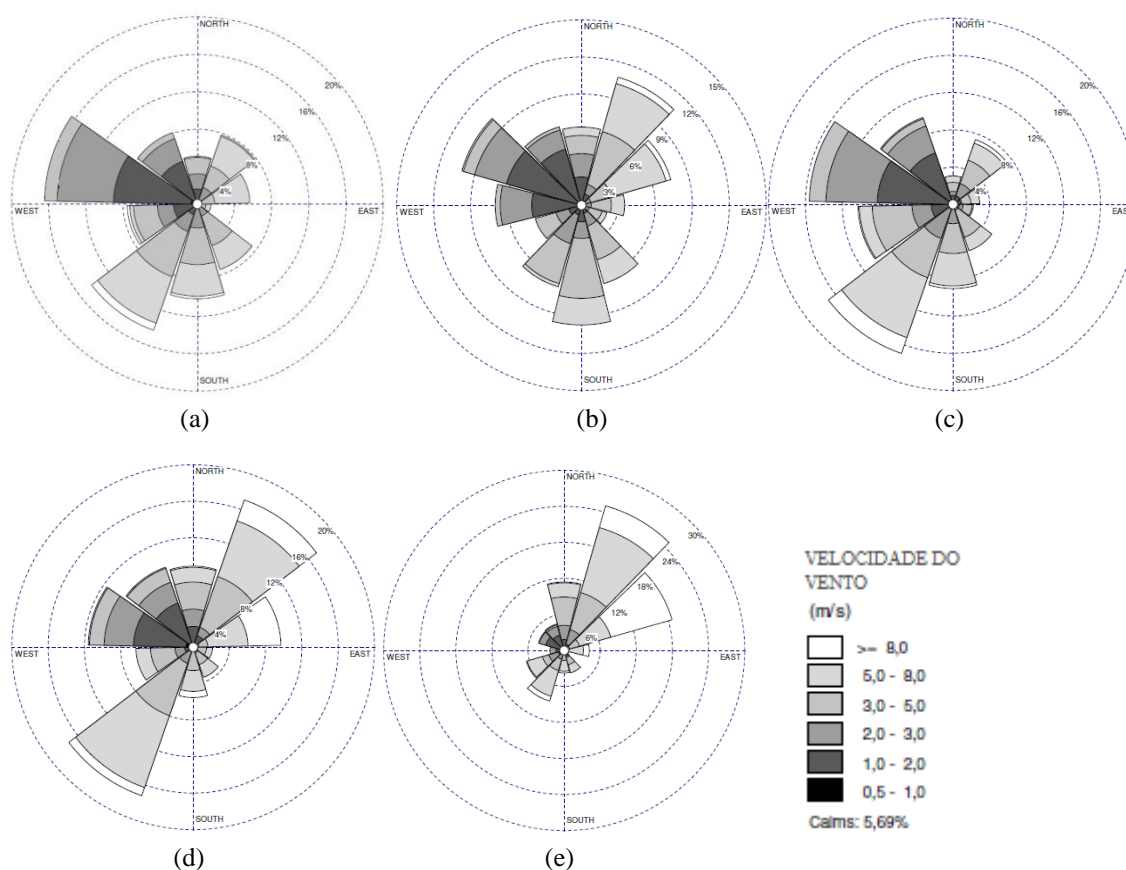 NORTH
20%
16%
12%
8%
4%
WEST
EAST
SOUTH
(a)
NORTH
15%
12%
9%
6%
3%
WEST
EAST
SOUTH
(b)
NORTH
20%
16%
12%
8%
4%
WEST
EAST
SOUTH
(c)
NORTH
20%
16%
12%
8%
4%
WEST
EAST
SOUTH
(d)
NORTH
30%
24%
18%
12%
6%
WEST
EAST
SOUTH
(e)
VELOCIDADE DO
VENTO
(m/s)
>= 8,0
5,0 - 8,0
3,0 - 5,0
2,0 - 3,0
1,0 - 2,0
0,5 - 1,0
Calms: 5,69%